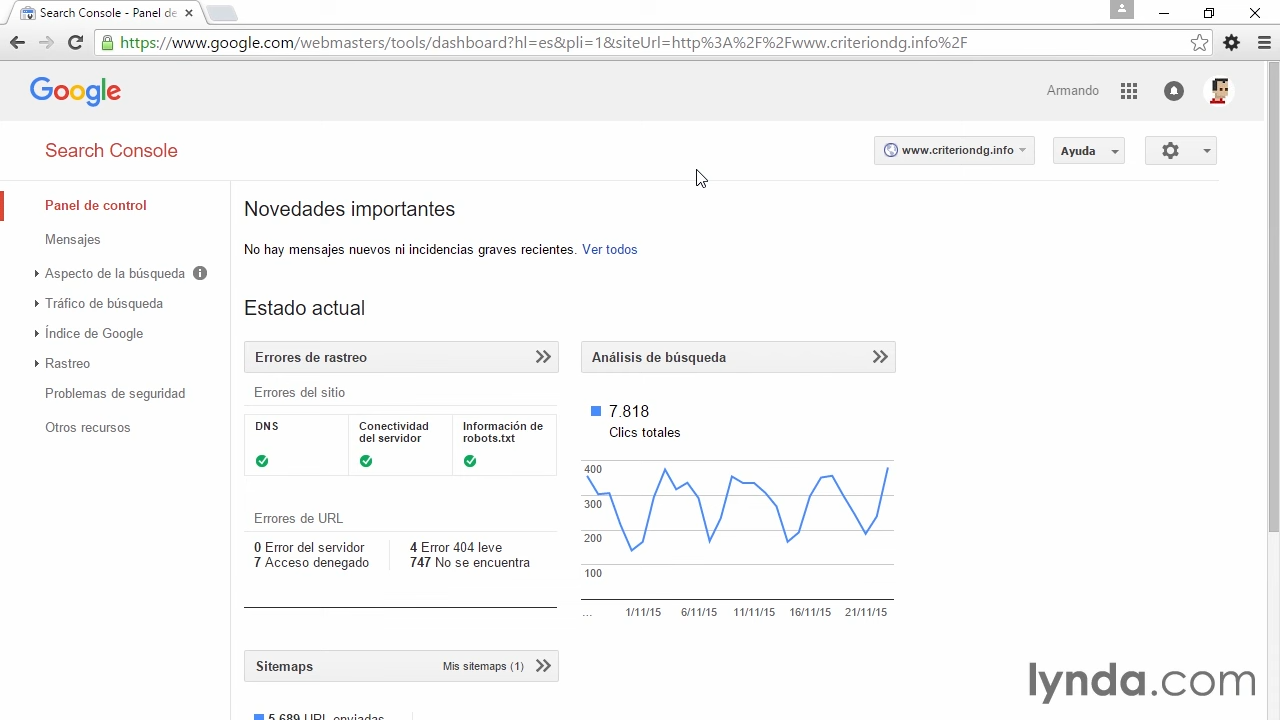 Search Console - Panel de
https://www.google.com/webmasters/tools/dashboard?hl=es&pli=1&siteUrl=http%3A%2F%2Fwww.criteriondg.info%2F
Google
Armando
Search Console
www.criteriondg.info
Ayuda
Panel de control
Mensajes
Aspecto de la búsqueda
Tráfico de búsqueda
Índice de Google
Rastreo
Problemas de seguridad
Otros recursos
Novedades importantes
No hay mensajes nuevos ni incidencias graves recientes. Ver todos
Estado actual
Errores de rastreo
Errores del sitio
DNS
Conectividad
del servidor
Información de
robots.txt
Errores de URL
0 Error del servidor
7 Acceso denegado
4 Error 404 leve
747 No se encuentra
Análisis de búsqueda
7.818
Clics totales
400
300
200
100
... 1/11/15 6/11/15 11/11/15 16/11/15 21/11/15
Sitemaps
Mis sitemaps (1)
5.689 URL enviadas
lynda.com